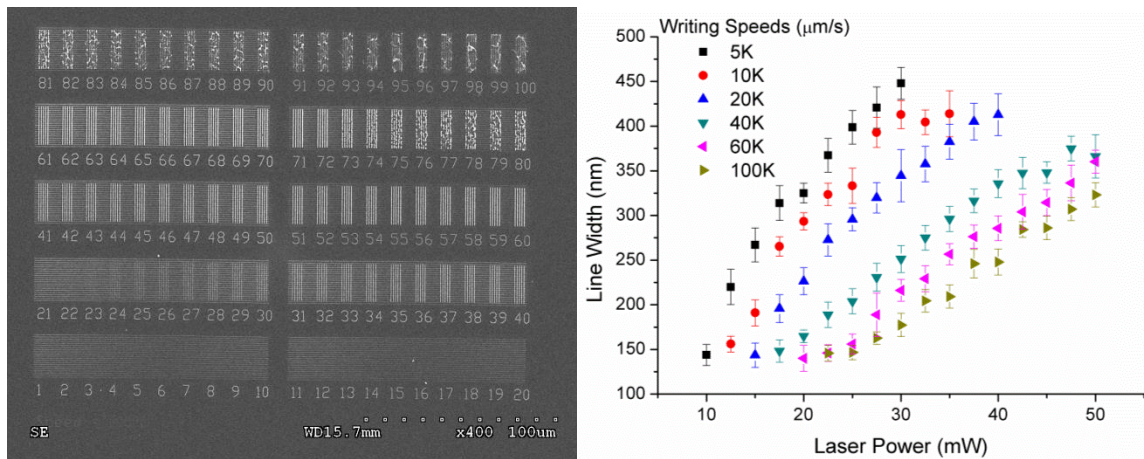 81 82 83 84 85 86 87 88 89 90 91 92 93 94 95 96 97 98 99 100
61 62 63 64 65 66 67 68 69 70 71 72 73 74 75 76 77 78 79 80
41 42 43 44 45 46 47 48 49 50 51 52 53 54 55 56 57 58 59 60
21 22 23 24 25 26 27 28 29 30 31 32 33 34 35 36 37 38 39 40
1 2 3 4 5 6 7 8 9 10 11 12 13 14 15 16 17 18 19 20
SE WD15.7mm x400 100um
Writing Speeds (μm/s)
5K
10K
20K
40K
60K
100K
500
450
400
350
300
250
200
150
100
Line Width (nm)
10 20 30 40 50
Laser Power (mW)